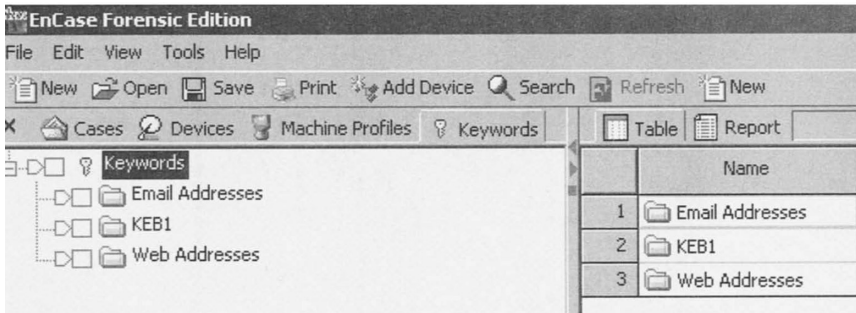 EnCase Forensic Edition
File Edit View Tools Help
New Open Save Print Add Device Search Refresh New
Cases Devices Machine Profiles Keywords
Table Report
Keywords
Email Addresses
KEB1
Web Addresses
Name
1 Email Addresses
2 KEB1
3 Web Addresses